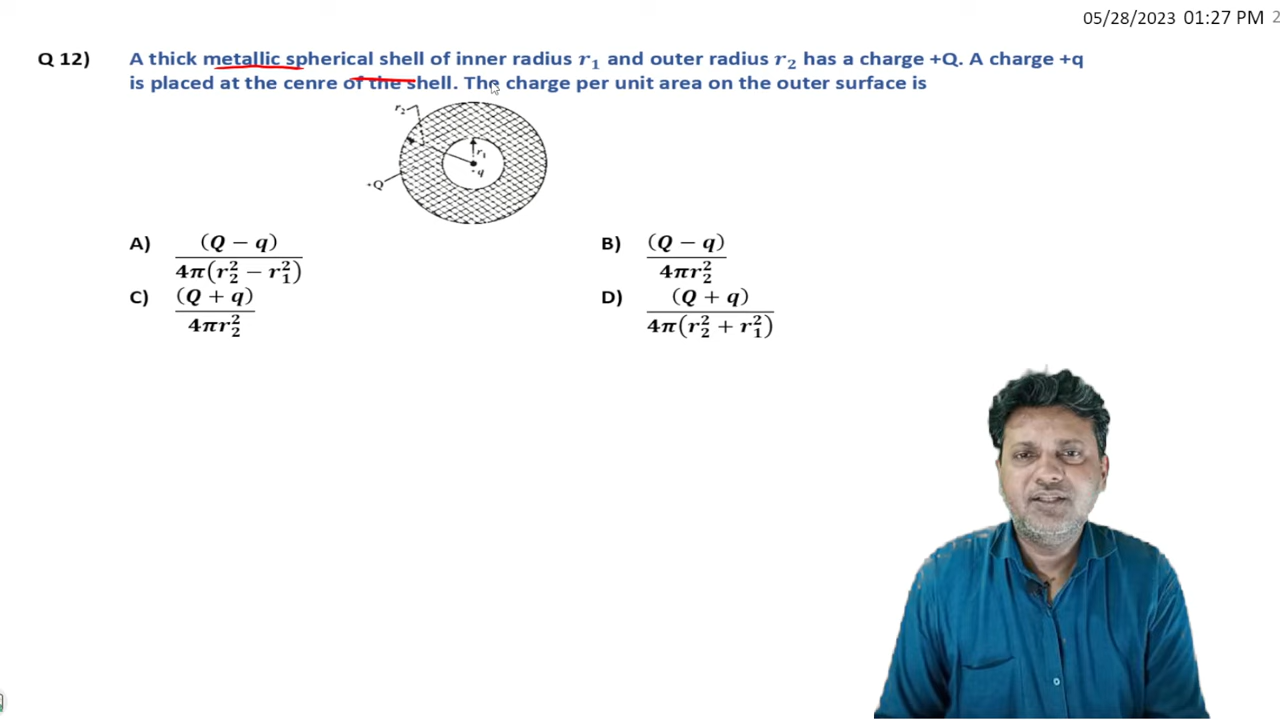 05/28/2023 01:27 PM 2
Q 12) A thick metallic spherical shell of inner radius r₁ and outer radius r₂ has a charge +Q. A charge +q
is placed at the cenre of the shell. The charge per unit area on the outer surface is
r₂
r₁
q
+Q
A) (Q − q) / 4π(r₂² − r₁²) B) (Q − q) / 4πr₂²
C) (Q + q) / 4πr₂² D) (Q + q) / 4π(r₂² + r₁²)